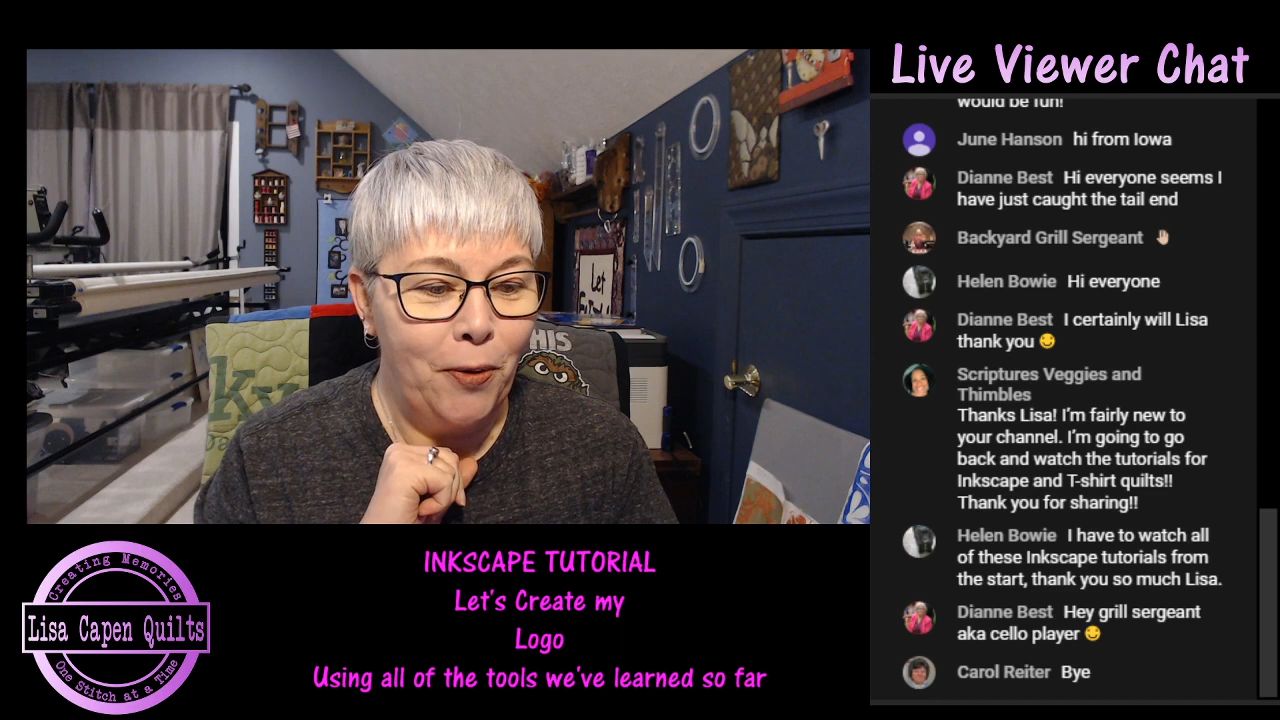 Live Viewer Chat
would be fun!
June Hanson hi from Iowa
Dianne Best Hi everyone seems I
have just caught the tail end
Backyard Grill Sergeant
Helen Bowie Hi everyone
Dianne Best I certainly will Lisa
thank you
Scriptures Veggies and
Thimbles
Thanks Lisa! I'm fairly new to
your channel. I'm going to go
back and watch the tutorials for
Inkscape and T-shirt quilts!!
Thank you for sharing!!
Helen Bowie I have to watch all
of these Inkscape tutorials from
the start, thank you so much Lisa.
Dianne Best Hey grill sergeant
aka cello player
Carol Reiter Bye
Let
THIS
ky
INKSCAPE TUTORIAL
Let's Create my
Logo
Using all of the tools we've learned so far
Creating Memories
Lisa Capen Quilts
One Stitch at a Time